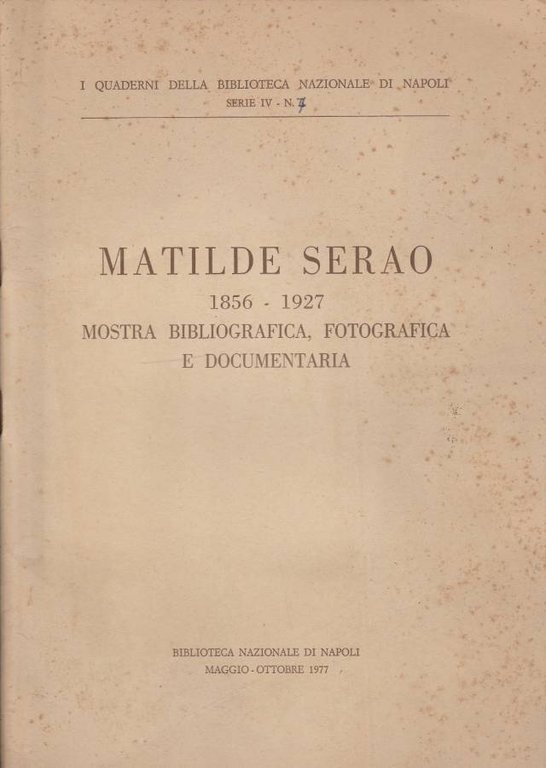 I QUADERNI DELLA BIBLIOTECA NAZIONALE DI NAPOLI
SERIE IV - N. 7
MATILDE SERAO
1856 - 1927
MOSTRA BIBLIOGRAFICA, FOTOGRAFICA
E DOCUMENTARIA
BIBLIOTECA NAZIONALE DI NAPOLI
MAGGIO - OTTOBRE 1977